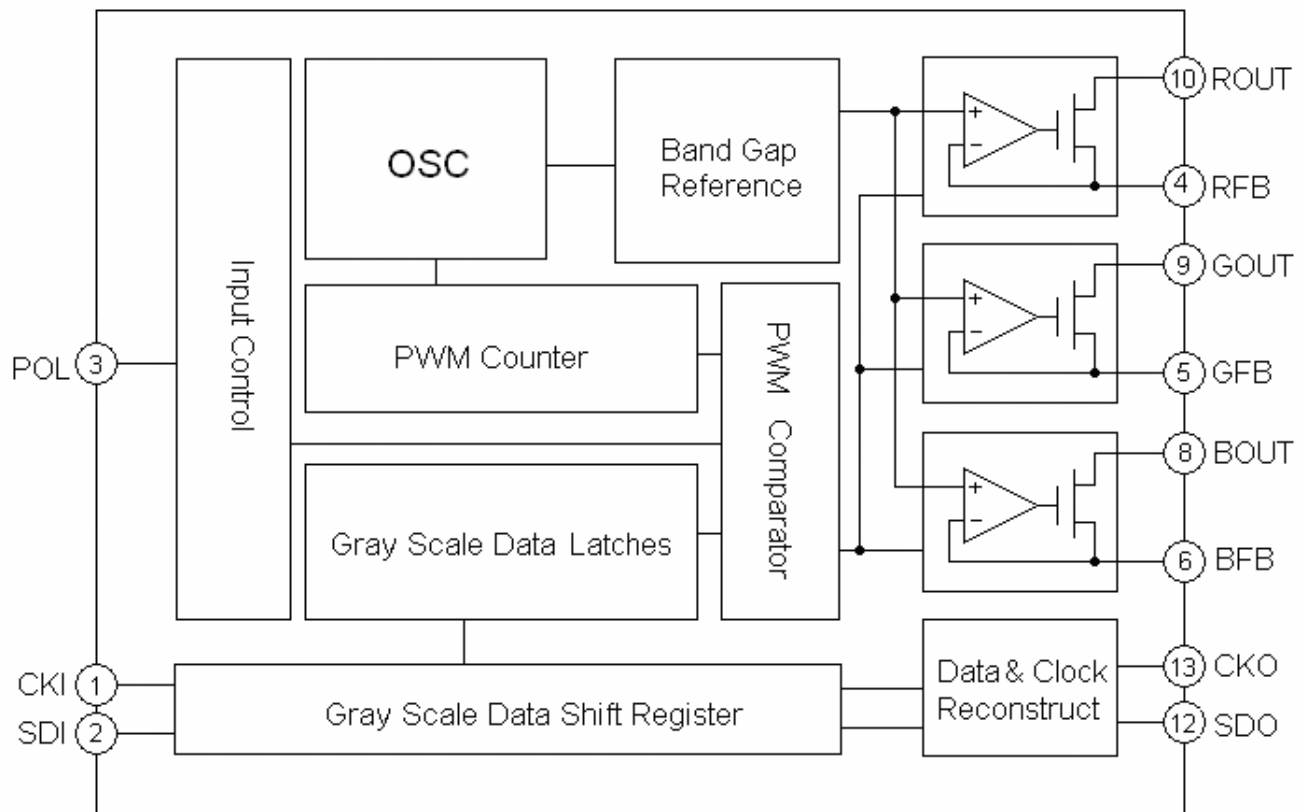 OSC
Band Gap
Reference
Input Control
PWM Counter
PWM Comparator
Gray Scale Data Latches
Gray Scale Data Shift Register
Data & Clock
Reconstruct
POL 3
CKI 1
SDI 2
+
−
10 ROUT
4 RFB
+
−
9 GOUT
5 GFB
+
−
8 BOUT
6 BFB
13 CKO
12 SDO